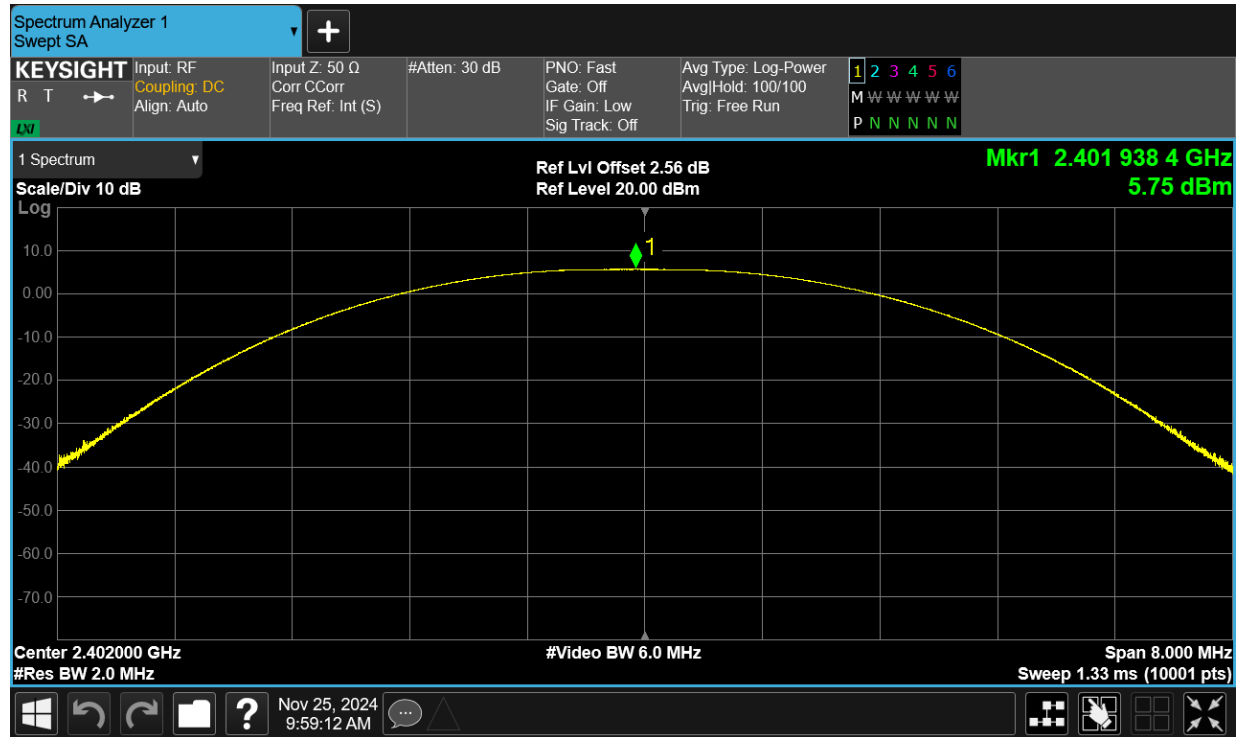 Spectrum Analyzer 1
Swept SA
KEYSIGHT
R T
LXI
Input: RF
Coupling: DC
Align: Auto
Input Z: 50 Ω
Corr CCorr
Freq Ref: Int (S)
#Atten: 30 dB
PNO: Fast
Gate: Off
IF Gain: Low
Sig Track: Off
Avg Type: Log-Power
Avg|Hold: 100/100
Trig: Free Run
1 2 3 4 5 6
M W W W W W W
P N N N N N
1 Spectrum
Scale/Div 10 dB
Log
Ref Lvl Offset 2.56 dB
Ref Level 20.00 dBm
Mkr1 2.401 938 4 GHz
5.75 dBm
1
10.0
0.00
-10.0
-20.0
-30.0
-40.0
-50.0
-60.0
-70.0
Center 2.402000 GHz
#Res BW 2.0 MHz
#Video BW 6.0 MHz
Span 8.000 MHz
Sweep 1.33 ms (10001 pts)
?
Nov 25, 2024
9:59:12 AM